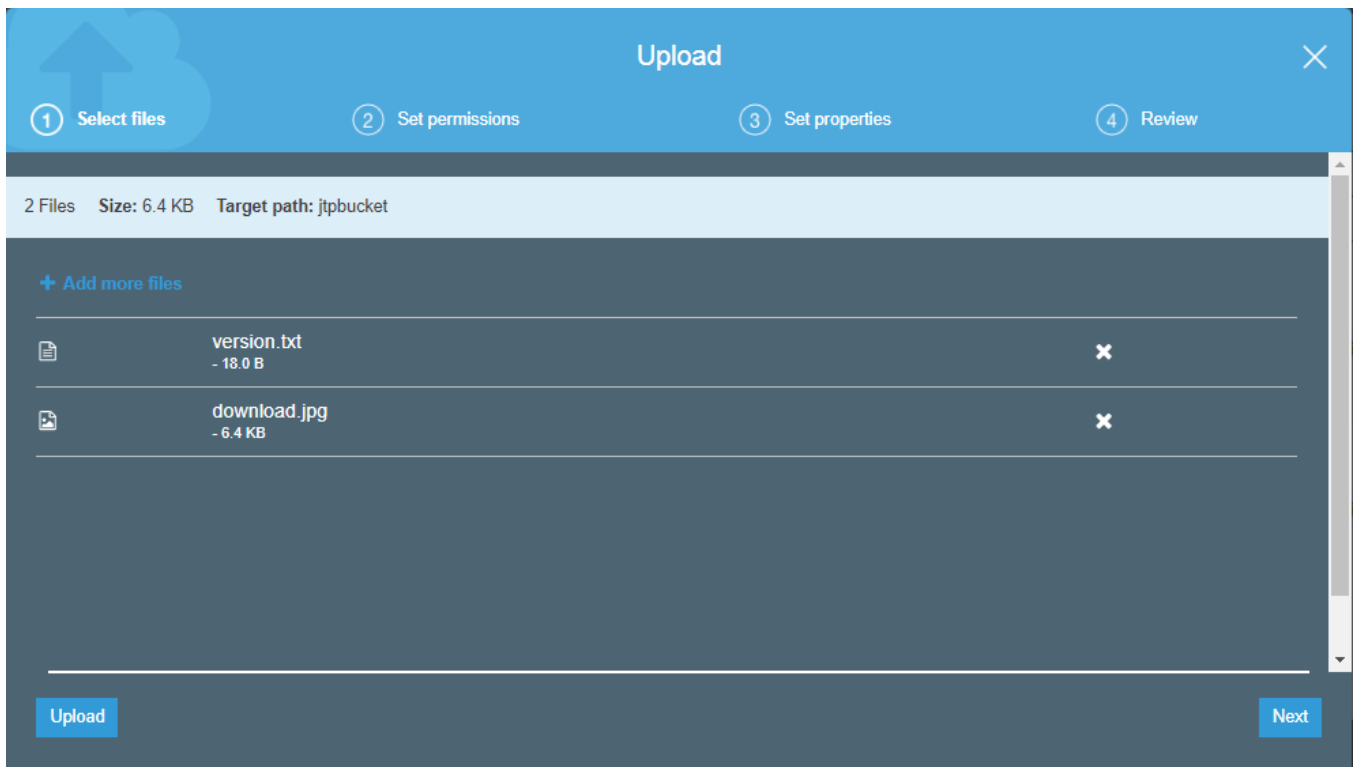 Upload
1 Select files
2 Set permissions
3 Set properties
4 Review
2 Files Size: 6.4 KB Target path: jtpbucket
+ Add more files
version.txt
- 18.0 B
download.jpg
- 6.4 KB
Upload
Next